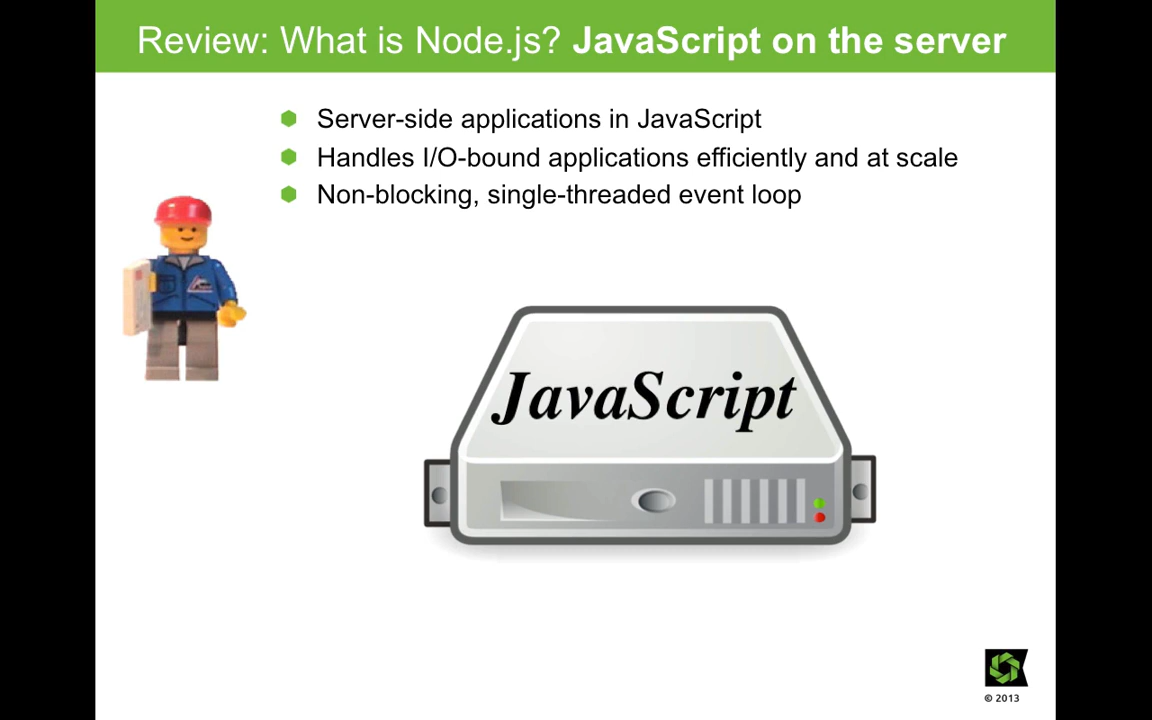 Review: What is Node.js? JavaScript on the server
Server-side applications in JavaScript
Handles I/O-bound applications efficiently and at scale
Non-blocking, single-threaded event loop
JavaScript
© 2013